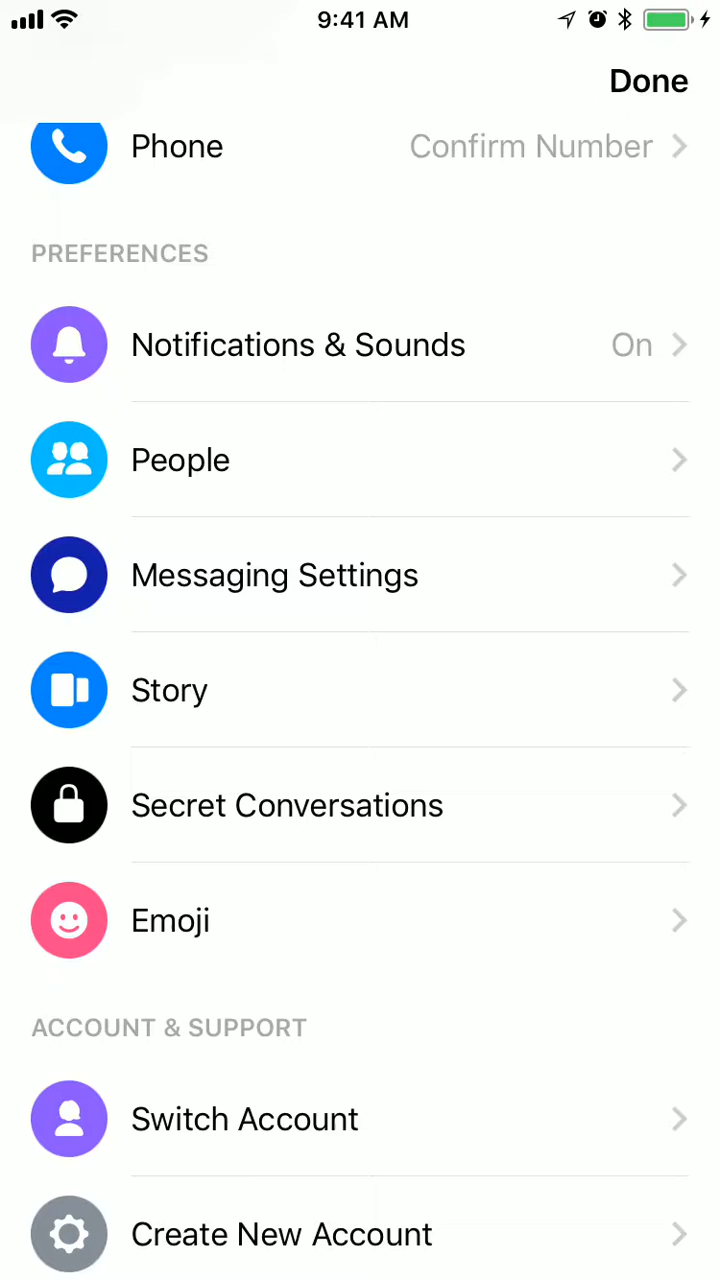 9:41 AM
Done
Phone Confirm Number
PREFERENCES
Notifications & Sounds On
People
Messaging Settings
Story
Secret Conversations
Emoji
ACCOUNT & SUPPORT
Switch Account
Create New Account